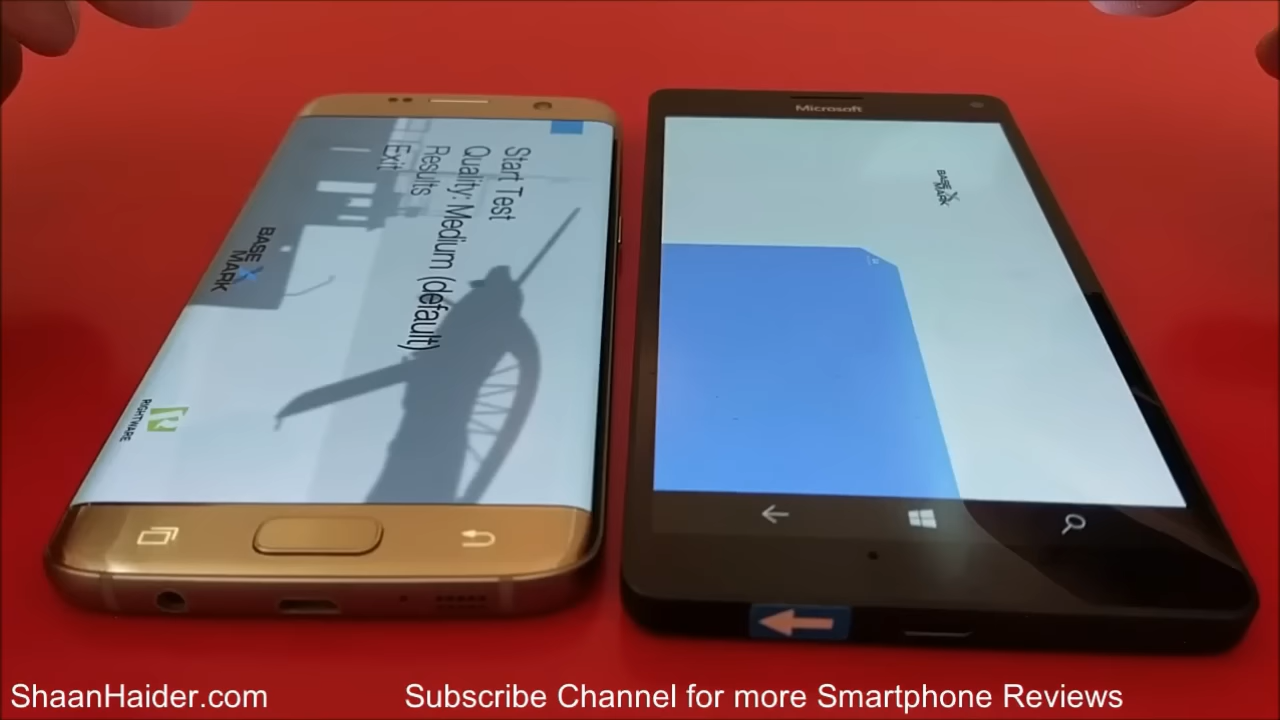 Microsoft
Start Test
Quality: Medium (default)
Results
Exit
BASE
MARK
X
RIGHTWARE
BASE
MARK
X
ShaanHaider.com
Subscribe Channel for more Smartphone Reviews